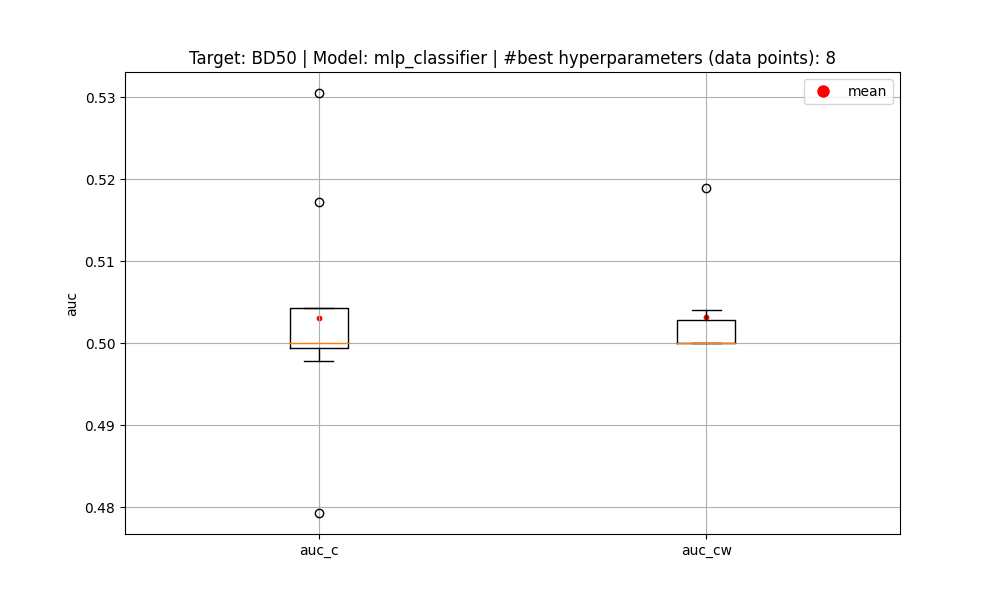 Target: BD50 | Model: mlp_classifier | #best hyperparameters (data points): 8
mean
0.53
0.52
0.51
0.50
0.49
0.48
auc
auc_c
auc_cw